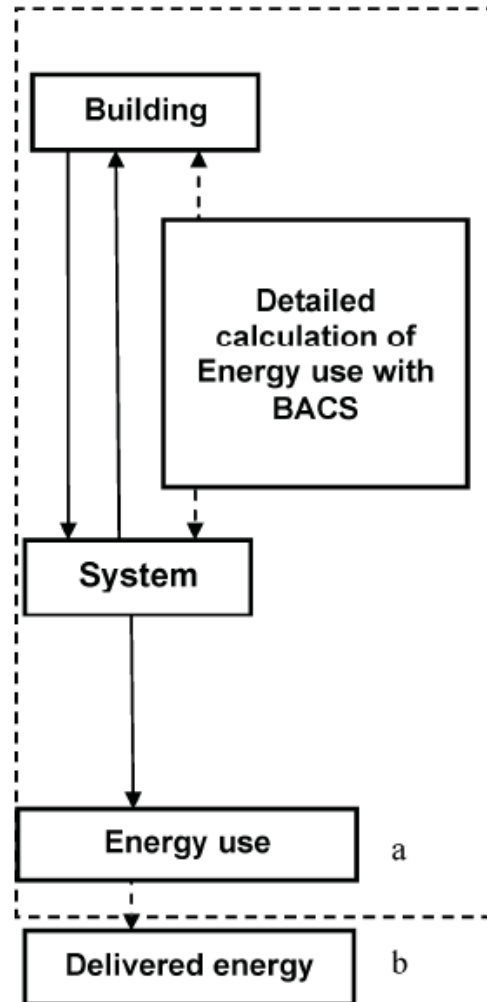 Building
Detailed
calculation of
Energy use with
BACS
System
Energy use
a
Delivered energy
b